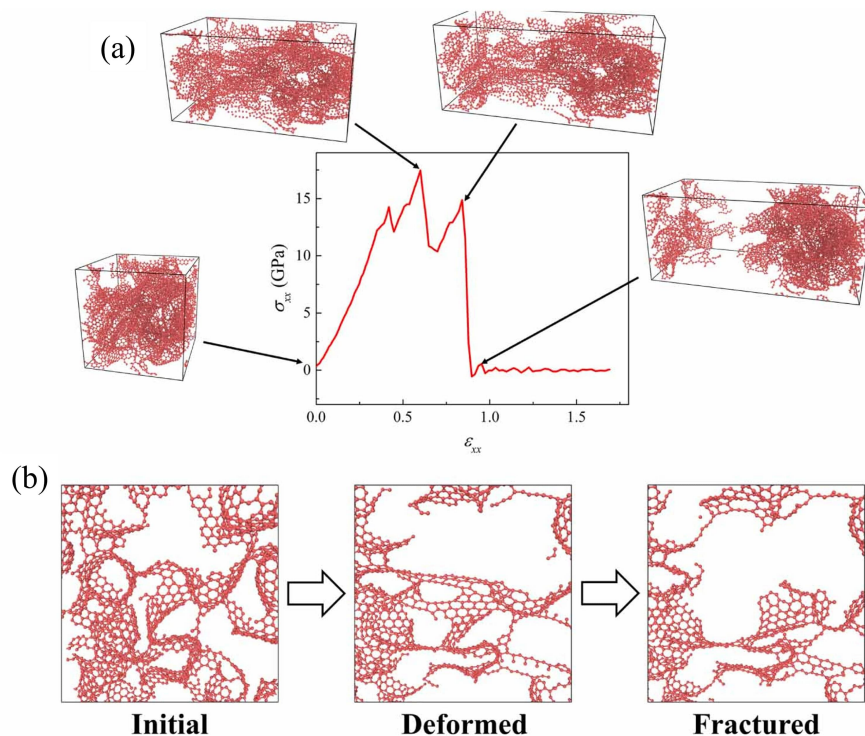 (a)
15
10
5
0
σxx (GPa)
0.0 0.5 1.0 1.5
εxx
(b)
Initial Deformed Fractured